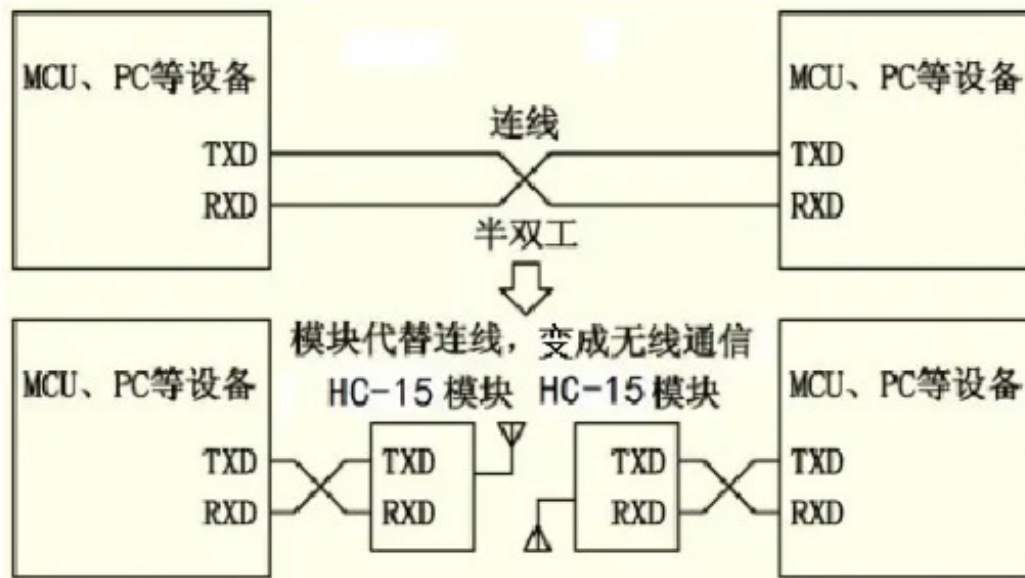 MCU、PC等设备
MCU、PC等设备
连线
TXD
TXD
RXD
RXD
半双工
模块代替连线，变成无线通信
MCU、PC等设备
HC-15 模块
HC-15 模块
MCU、PC等设备
TXD
TXD
TXD
TXD
RXD
RXD
RXD
RXD